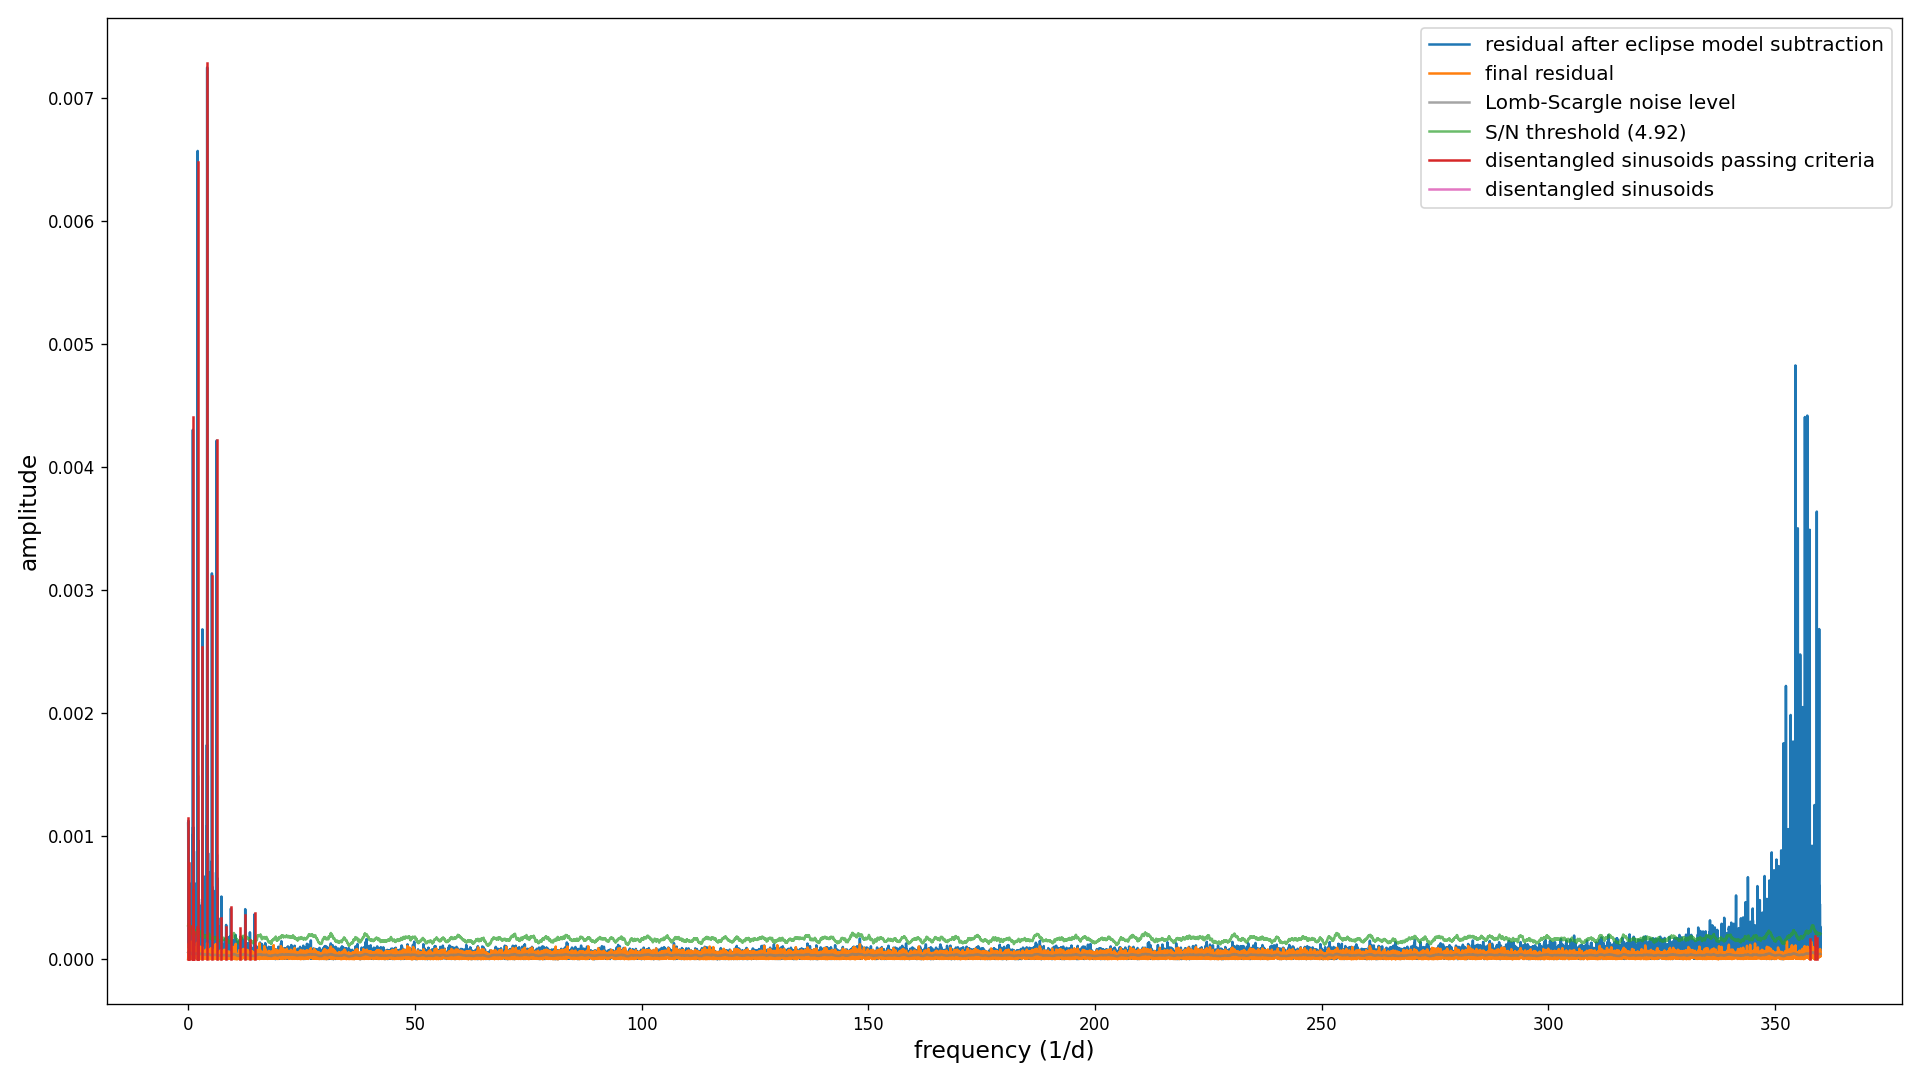 residual after eclipse model subtraction
final residual
Lomb-Scargle noise level
S/N threshold (4.92)
disentangled sinusoids passing criteria
disentangled sinusoids
amplitude
0.007
0.006
0.005
0.004
0.003
0.002
0.001
0.000
0 50 100 150 200 250 300 350
frequency (1/d)